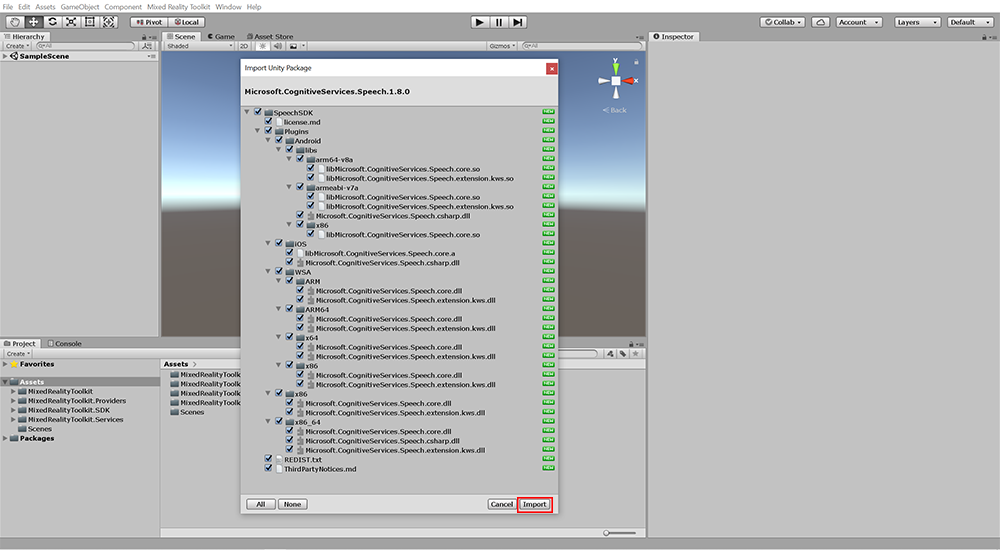 File Edit Assets GameObject Component Mixed Reality Toolkit Window Help
Pivot Local Collab Account Layers Default
Hierarchy
Create All
SampleScene
Scene Game Asset Store
Shaded 2D Gizmos All
Inspector
y
x
Back
Import Unity Package
Microsoft.CognitiveServices.Speech.1.8.0
SpeechSDK NEW
license.md NEW
Plugins NEW
Android NEW
libs NEW
arm64-v8a NEW
libMicrosoft.CognitiveServices.Speech.core.so NEW
libMicrosoft.CognitiveServices.Speech.extension.kws.so NEW
armeabi-v7a NEW
libMicrosoft.CognitiveServices.Speech.core.so NEW
libMicrosoft.CognitiveServices.Speech.extension.kws.so NEW
Microsoft.CognitiveServices.Speech.csharp.dll NEW
x86 NEW
libMicrosoft.CognitiveServices.Speech.core.so NEW
iOS NEW
libMicrosoft.CognitiveServices.Speech.core.a NEW
Microsoft.CognitiveServices.Speech.csharp.dll NEW
WSA NEW
ARM NEW
Microsoft.CognitiveServices.Speech.core.dll NEW
Microsoft.CognitiveServices.Speech.extension.kws.dll NEW
ARM64 NEW
Microsoft.CognitiveServices.Speech.core.dll NEW
Microsoft.CognitiveServices.Speech.extension.kws.dll NEW
x64 NEW
Microsoft.CognitiveServices.Speech.core.dll NEW
Microsoft.CognitiveServices.Speech.extension.kws.dll NEW
x86 NEW
Microsoft.CognitiveServices.Speech.core.dll NEW
Microsoft.CognitiveServices.Speech.extension.kws.dll NEW
x86 NEW
Microsoft.CognitiveServices.Speech.core.dll NEW
Microsoft.CognitiveServices.Speech.extension.kws.dll NEW
x86_64 NEW
Microsoft.CognitiveServices.Speech.core.dll NEW
Microsoft.CognitiveServices.Speech.csharp.dll NEW
Microsoft.CognitiveServices.Speech.extension.kws.dll NEW
REDIST.txt NEW
ThirdPartyNotices.md NEW
All None Cancel Import
Project Console
Create
Favorites
Assets
MixedRealityToolkit
MixedRealityToolkit.Providers
MixedRealityToolkit.SDK
MixedRealityToolkit.Services
Scenes
Packages
Assets
MixedRealityToolk
MixedRealityToolk
MixedRealityToolk
MixedRealityToolk
Scenes